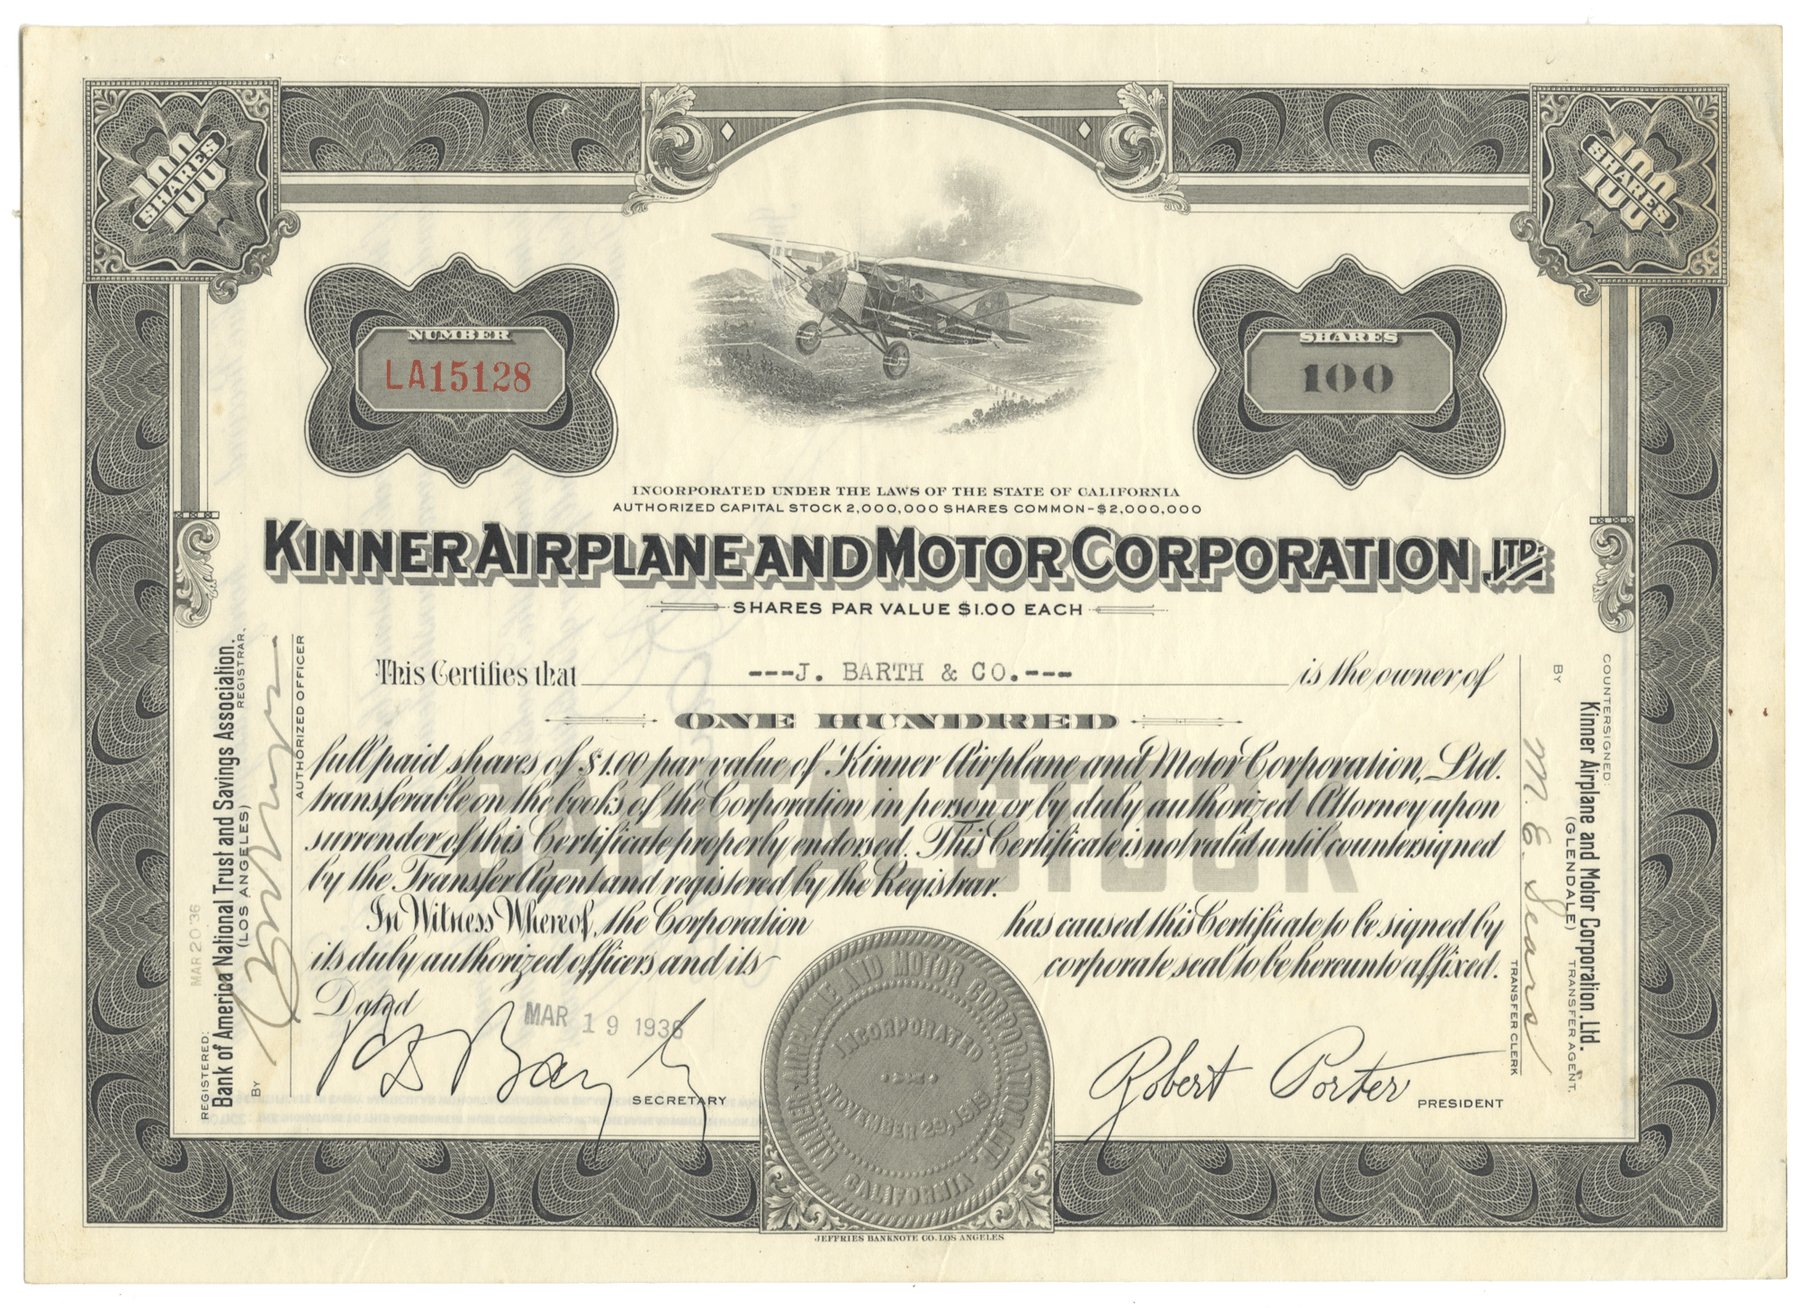 100
SHARES
100
SHARES
NUMBER
LA15128
SHARES
100
INCORPORATED UNDER THE LAWS OF THE STATE OF CALIFORNIA
AUTHORIZED CAPITAL STOCK 2,000,000 SHARES COMMON-$2,000,000
KINNER AIRPLANE AND MOTOR CORPORATION, LTD.
SHARES PAR VALUE $1.00 EACH
This Certifies that ---J. BARTH & CO.--- is the owner of
ONE HUNDRED
full paid shares of $1.00 par value of Kinner Airplane and Motor Corporation, Ltd.
transferable on the books of the Corporation in person or by duly authorized Attorney upon
surrender of this Certificate properly endorsed. This Certificate is not valid until countersigned
by the Transfer Agent and registered by the Registrar.
CAPITAL STOCK
In Witness Whereof, the Corporation has caused this Certificate to be signed by
its duly authorized officers and its corporate seal to be hereunto affixed.
Dated MAR 19 1936
SECRETARY
Robert Porter
PRESIDENT
KINNER AIRPLANE AND MOTOR CORPORATION, LTD.
INCORPORATED
NOVEMBER 29, 1919
CALIFORNIA
JEFFRIES BANKNOTE CO. LOS ANGELES
MAR 20 '36
REGISTERED:
Bank of America National Trust and Savings Association.
(LOS ANGELES) REGISTRAR.
BY
AUTHORIZED OFFICER
COUNTERSIGNED:
Kinner Airplane and Motor Corporation, Ltd.
(GLENDALE) TRANSFER AGENT.
BY
M. E. Sears
TRANSFER CLERK